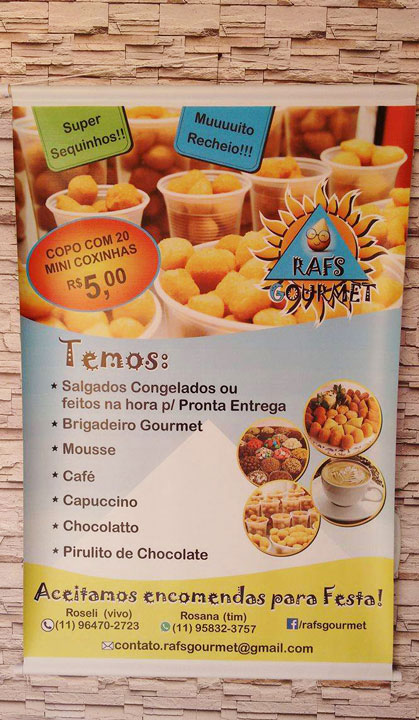 Super
Sequinhos!!
Muuuuito
Recheio!!!
COPO COM 20
MINI COXINHAS
R$ 5,00
RAFS
GOURMET
Temos:
★ Salgados Congelados ou
feitos na hora p/ Pronta Entrega
★ Brigadeiro Gourmet
★ Mousse
★ Café
★ Capuccino
★ Chocolatto
★ Pirulito de Chocolate
Aceitamos encomendas para Festa!
Roseli (vivo) Rosana (tim)
(11) 96470-2723 (11) 95832-3757 f/rafsgourmet
contato.rafsgourmet@gmail.com